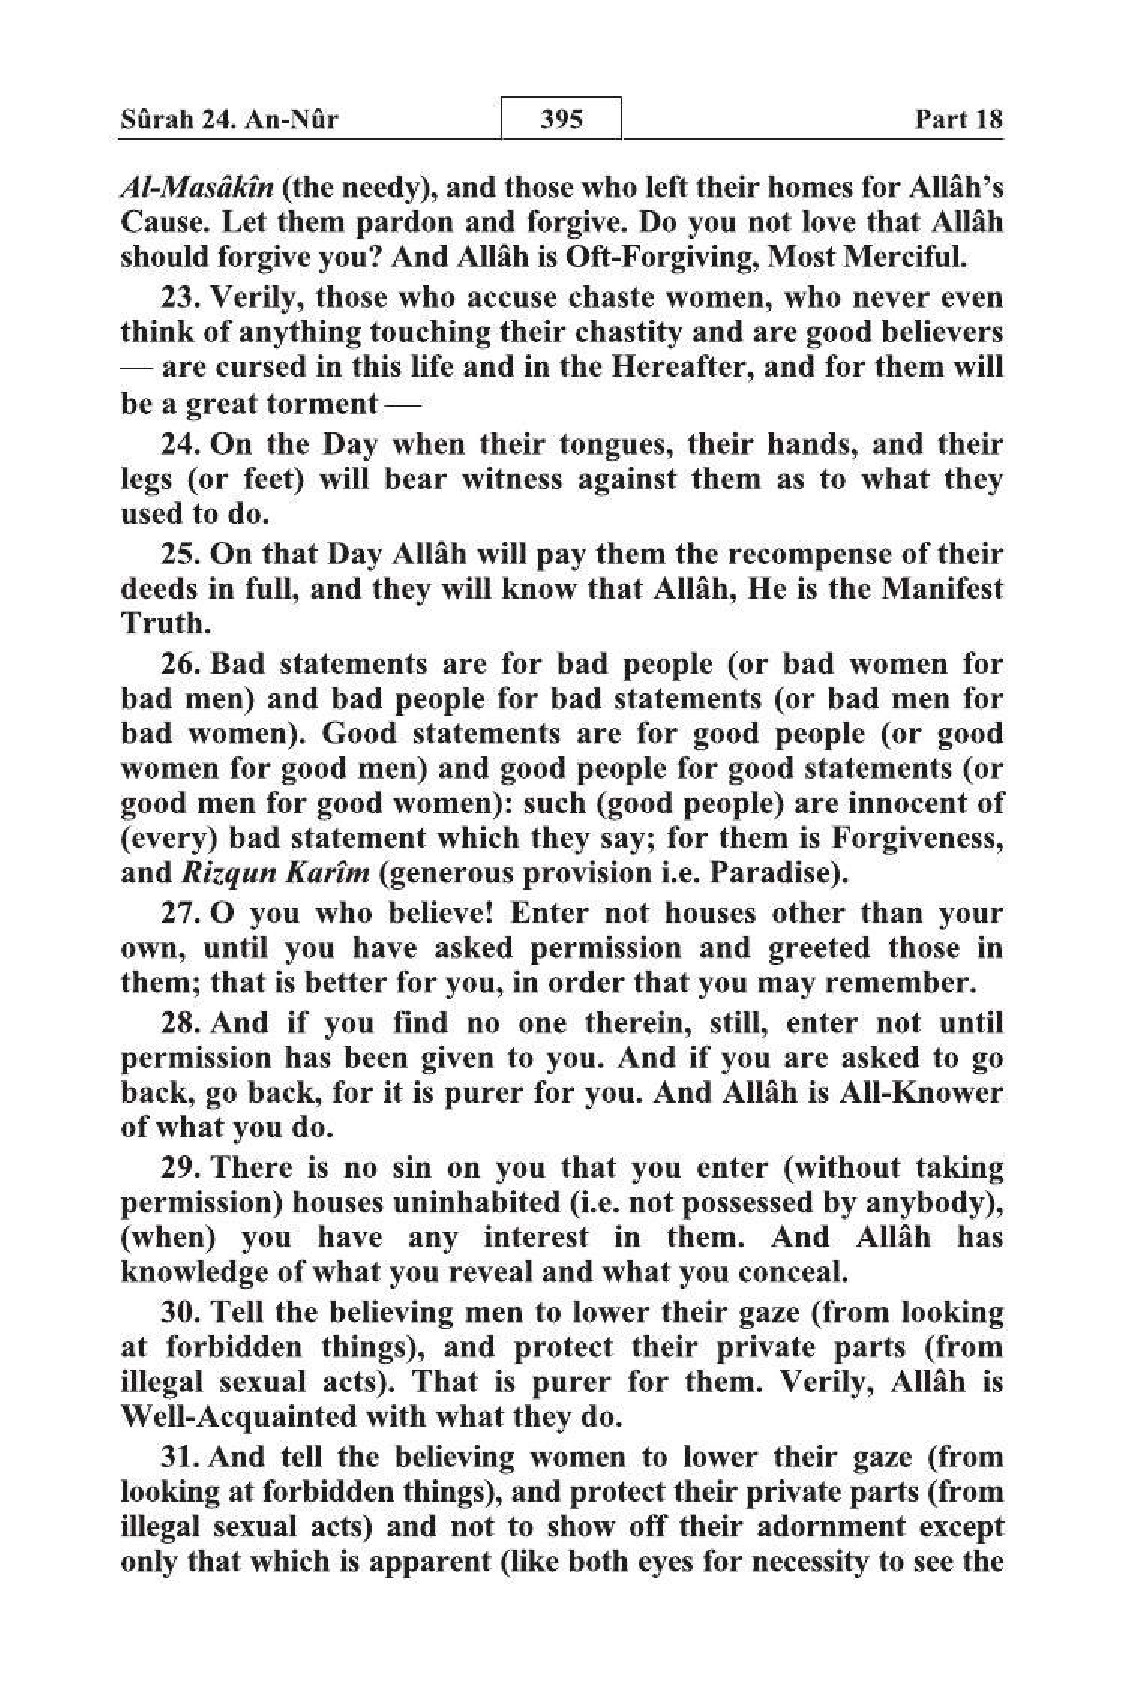 Sûrah 24. An-Nûr 395 Part 18
Al-Masâkîn (the needy), and those who left their homes for Allâh's
Cause. Let them pardon and forgive. Do you not love that Allâh
should forgive you? And Allâh is Oft-Forgiving, Most Merciful.
23. Verily, those who accuse chaste women, who never even
think of anything touching their chastity and are good believers
— are cursed in this life and in the Hereafter, and for them will
be a great torment —
24. On the Day when their tongues, their hands, and their
legs (or feet) will bear witness against them as to what they
used to do.
25. On that Day Allâh will pay them the recompense of their
deeds in full, and they will know that Allâh, He is the Manifest
Truth.
26. Bad statements are for bad people (or bad women for
bad men) and bad people for bad statements (or bad men for
bad women). Good statements are for good people (or good
women for good men) and good people for good statements (or
good men for good women): such (good people) are innocent of
(every) bad statement which they say; for them is Forgiveness,
and Rizqun Karîm (generous provision i.e. Paradise).
27. O you who believe! Enter not houses other than your
own, until you have asked permission and greeted those in
them; that is better for you, in order that you may remember.
28. And if you find no one therein, still, enter not until
permission has been given to you. And if you are asked to go
back, go back, for it is purer for you. And Allâh is All-Knower
of what you do.
29. There is no sin on you that you enter (without taking
permission) houses uninhabited (i.e. not possessed by anybody),
(when) you have any interest in them. And Allâh has
knowledge of what you reveal and what you conceal.
30. Tell the believing men to lower their gaze (from looking
at forbidden things), and protect their private parts (from
illegal sexual acts). That is purer for them. Verily, Allâh is
Well-Acquainted with what they do.
31. And tell the believing women to lower their gaze (from
looking at forbidden things), and protect their private parts (from
illegal sexual acts) and not to show off their adornment except
only that which is apparent (like both eyes for necessity to see the